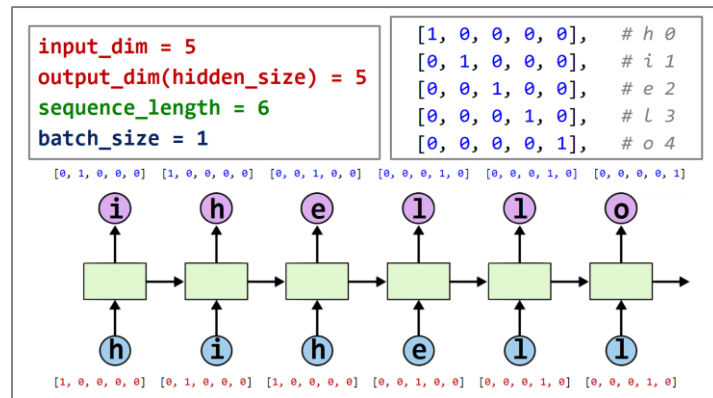 input_dim = 5
output_dim(hidden_size) = 5
sequence_length = 6
batch_size = 1
[1, 0, 0, 0, 0], # h 0
[0, 1, 0, 0, 0], # i 1
[0, 0, 1, 0, 0], # e 2
[0, 0, 0, 1, 0], # l 3
[0, 0, 0, 0, 1], # o 4
[0, 1, 0, 0, 0] [1, 0, 0, 0, 0] [0, 0, 1, 0, 0] [0, 0, 0, 1, 0] [0, 0, 0, 1, 0] [0, 0, 0, 0, 1]
i h e l l o
h i h e l l
[1, 0, 0, 0, 0] [0, 1, 0, 0, 0] [1, 0, 0, 0, 0] [0, 0, 1, 0, 0] [0, 0, 0, 1, 0] [0, 0, 0, 1, 0]